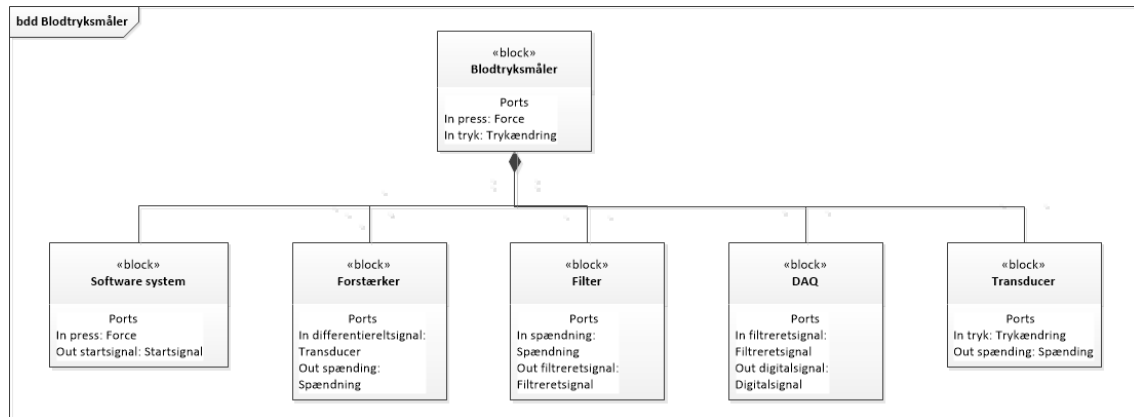 bdd Blodtryksmåler
«block»
Blodtryksmåler
Ports
In press: Force
In tryk: Trykændring
«block»
Software system
Ports
In press: Force
Out startsignal: Startsignal
«block»
Forstærker
Ports
In differentiereltsignal:
Transducer
Out spænding:
Spændning
«block»
Filter
Ports
In spændning:
Spændning
Out filtreretsignal:
Filtreretsignal
«block»
DAQ
Ports
In filtreretsignal:
Filtreretsignal
Out digitalsignal:
Digitalsignal
«block»
Transducer
Ports
In tryk: Trykændring
Out spænding: Spænding